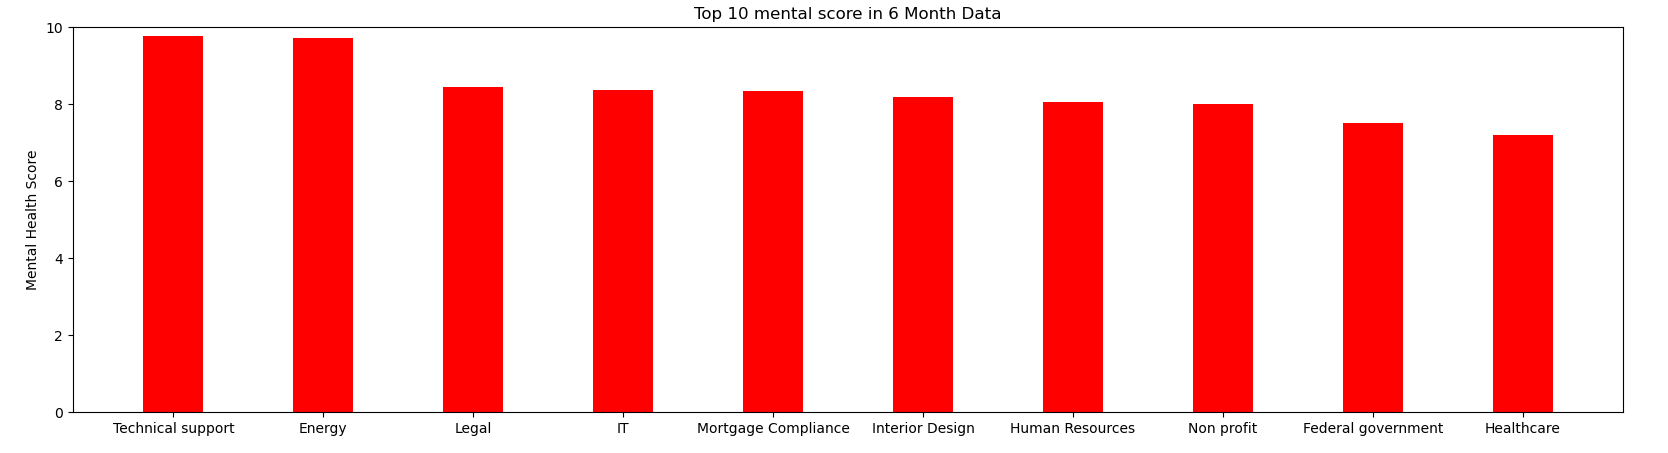 Top 10 mental score in 6 Month Data
Mental Health Score
10
8
6
4
2
0
Technical support
Energy
Legal
IT
Mortgage Compliance
Interior Design
Human Resources
Non profit
Federal government
Healthcare